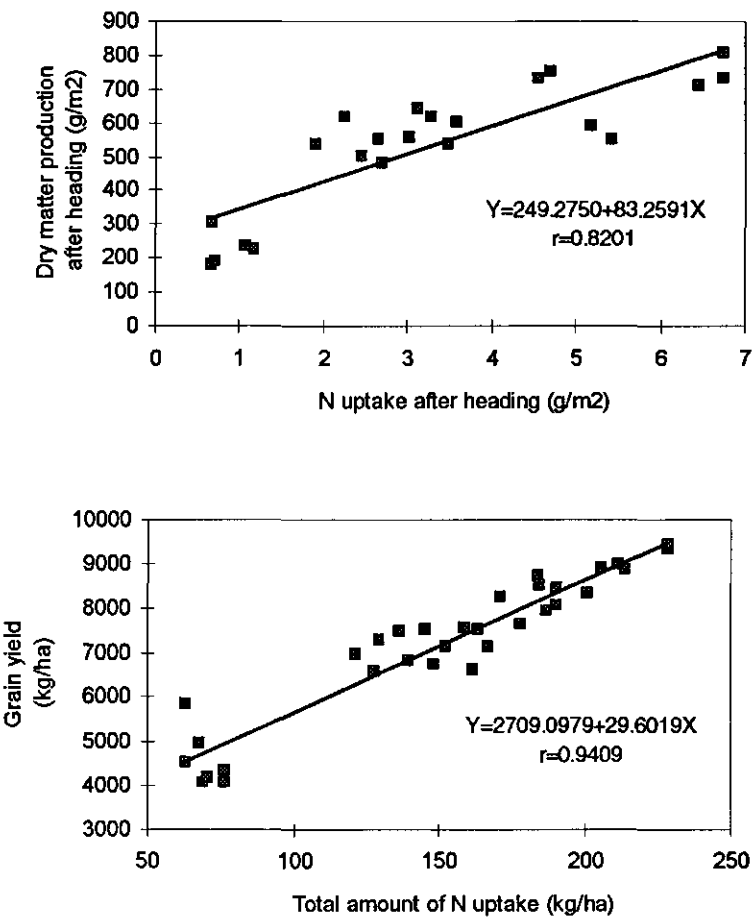 Dry matter production
after heading (g/m2)
900
800
700
600
500
400
300
200
100
0
Y=249.2750+83.2591X
r=0.8201
0 1 2 3 4 5 6 7
N uptake after heading (g/m2)
Grain yield
(kg/ha)
10000
9000
8000
7000
6000
5000
4000
3000
Y=2709.0979+29.6019X
r=0.9409
50 100 150 200 250
Total amount of N uptake (kg/ha)